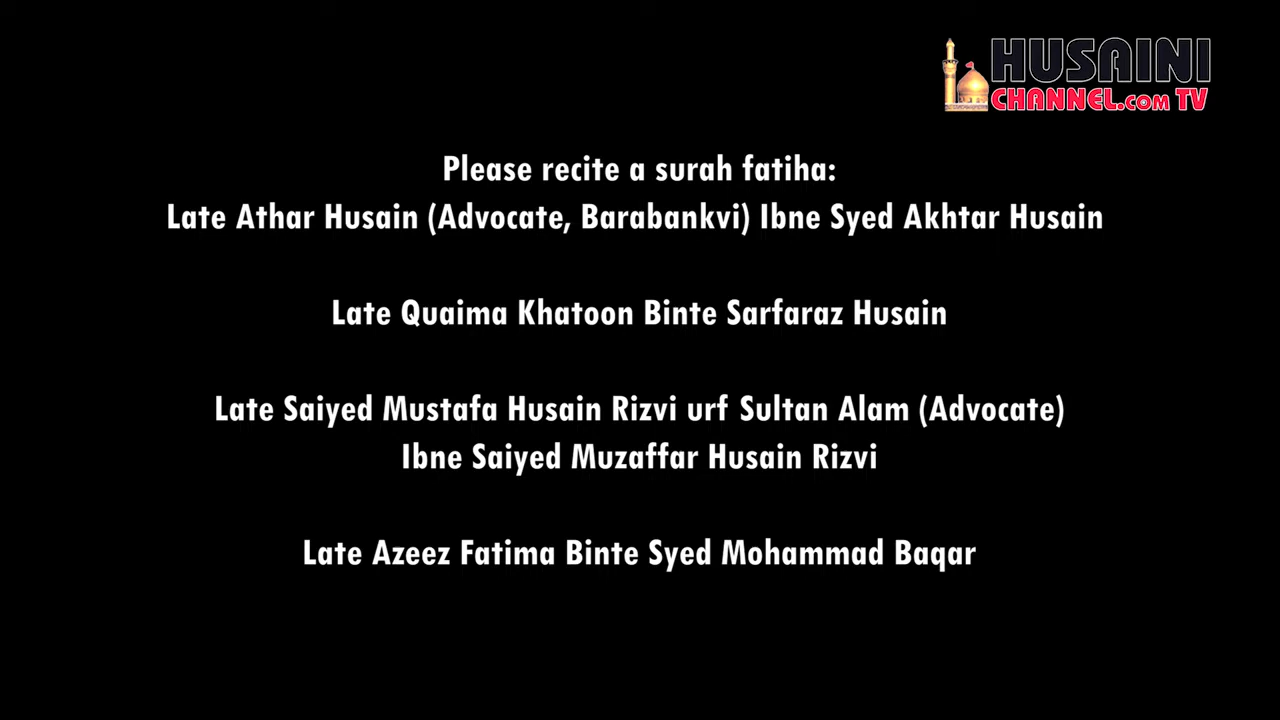 HUSAINI
CHANNEL.COM TV
Please recite a surah fatiha:
Late Athar Husain (Advocate, Barabankvi) Ibne Syed Akhtar Husain
Late Quaima Khatoon Binte Sarfaraz Husain
Late Saiyed Mustafa Husain Rizvi urf Sultan Alam (Advocate)
Ibne Saiyed Muzaffar Husain Rizvi
Late Azeez Fatima Binte Syed Mohammad Baqar